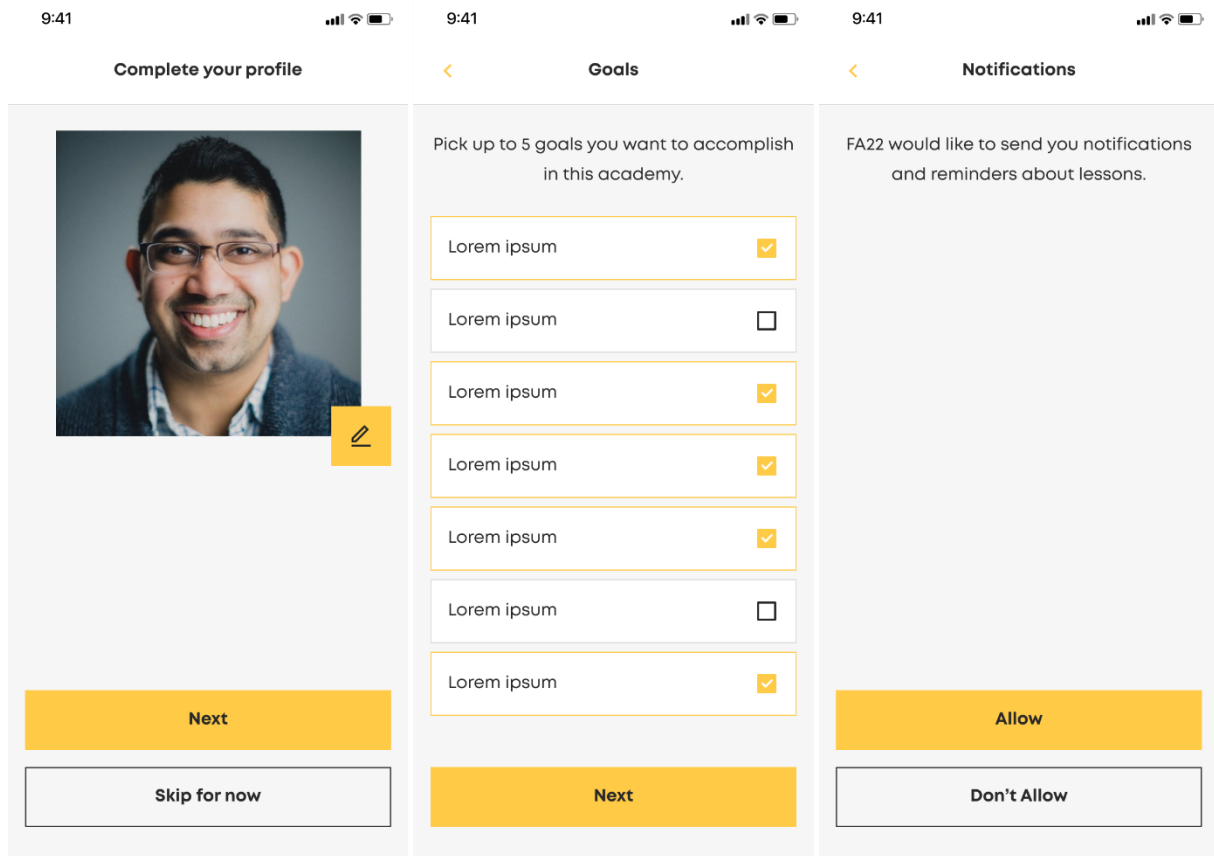 9:41
Complete your profile
Next
Skip for now
9:41
Goals
Pick up to 5 goals you want to accomplish
in this academy.
Lorem ipsum
Lorem ipsum
Lorem ipsum
Lorem ipsum
Lorem ipsum
Lorem ipsum
Lorem ipsum
Next
9:41
Notifications
FA22 would like to send you notifications
and reminders about lessons.
Allow
Don’t Allow